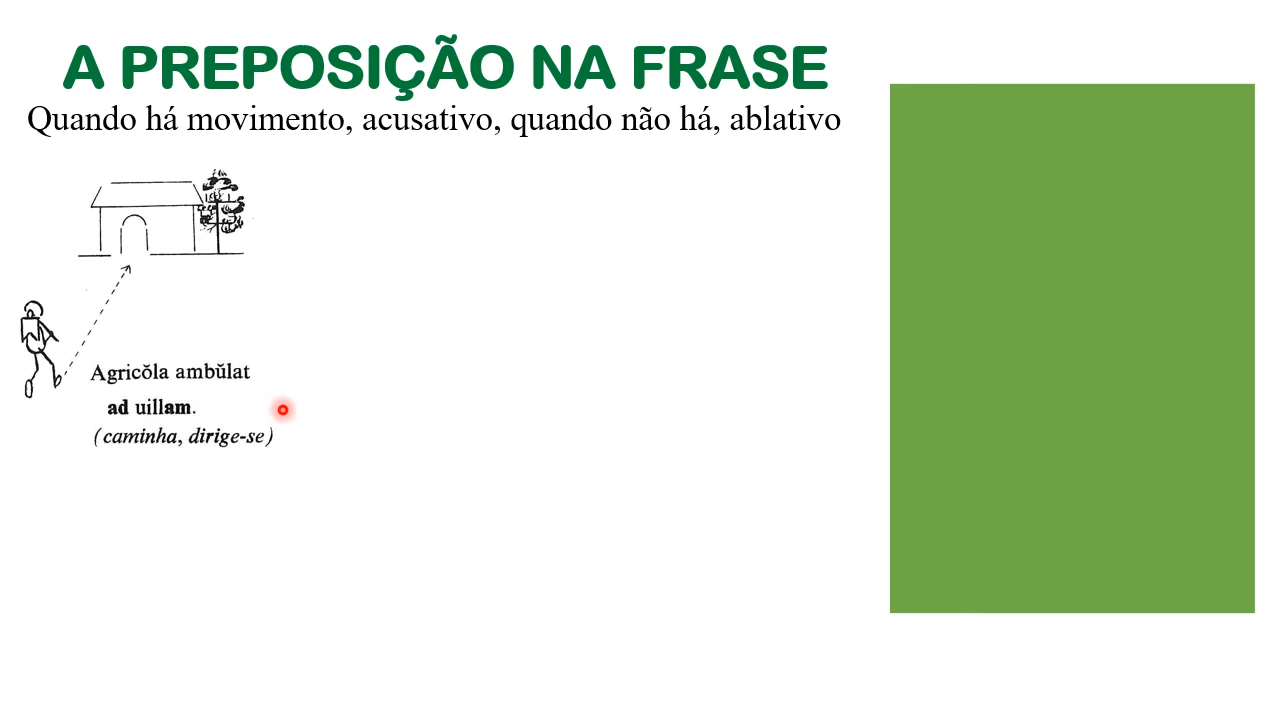 A PREPOSIÇÃO NA FRASE
Quando há movimento, acusativo, quando não há, ablativo
Agricŏla ambŭlat
ad uillam.
(caminha, dirige-se)